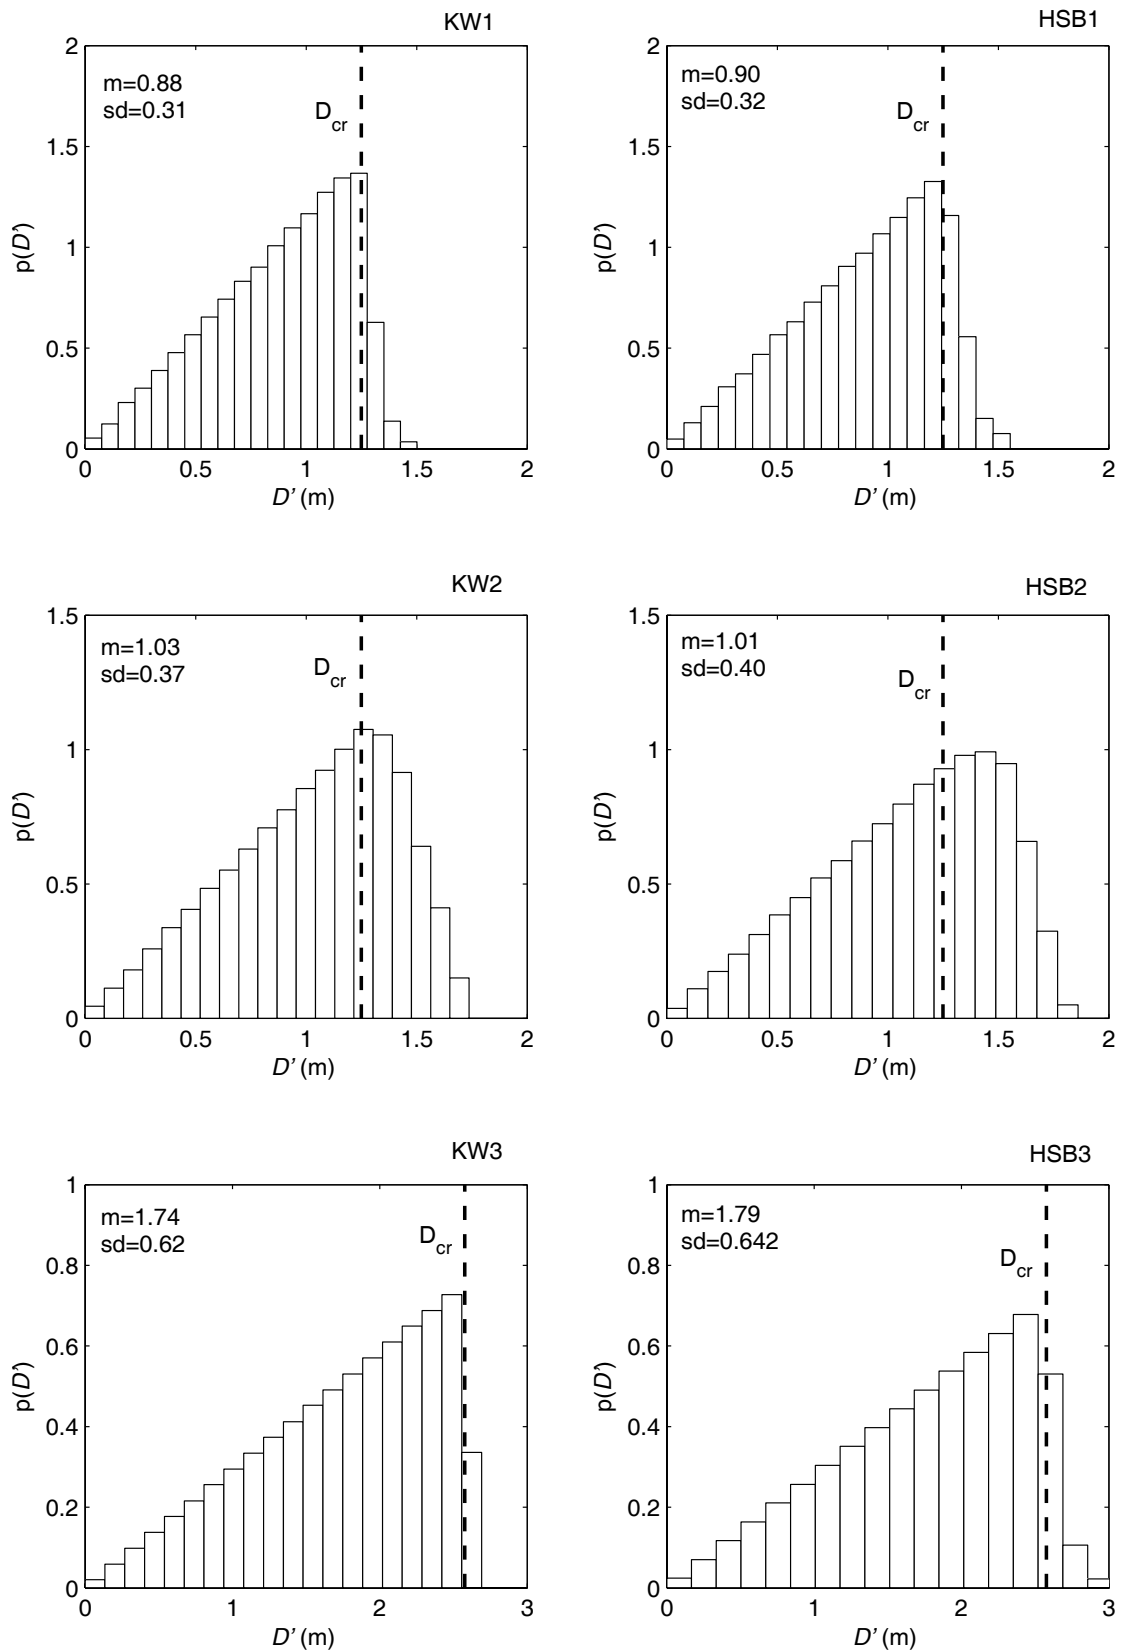 KW1
m=0.88
sd=0.31
Dcr
p(D')
2
1.5
1
0.5
0
0 0.5 1 1.5 2
D' (m)
HSB1
m=0.90
sd=0.32
Dcr
p(D')
2
1.5
1
0.5
0
0 0.5 1 1.5 2
D' (m)
KW2
m=1.03
sd=0.37
Dcr
p(D')
1.5
1
0.5
0
0 0.5 1 1.5 2
D' (m)
HSB2
m=1.01
sd=0.40
Dcr
p(D')
1.5
1
0.5
0
0 0.5 1 1.5 2
D' (m)
KW3
m=1.74
sd=0.62
Dcr
p(D')
1
0.8
0.6
0.4
0.2
0
0 1 2 3
D' (m)
HSB3
m=1.79
sd=0.642
Dcr
p(D')
1
0.8
0.6
0.4
0.2
0
0 1 2 3
D' (m)